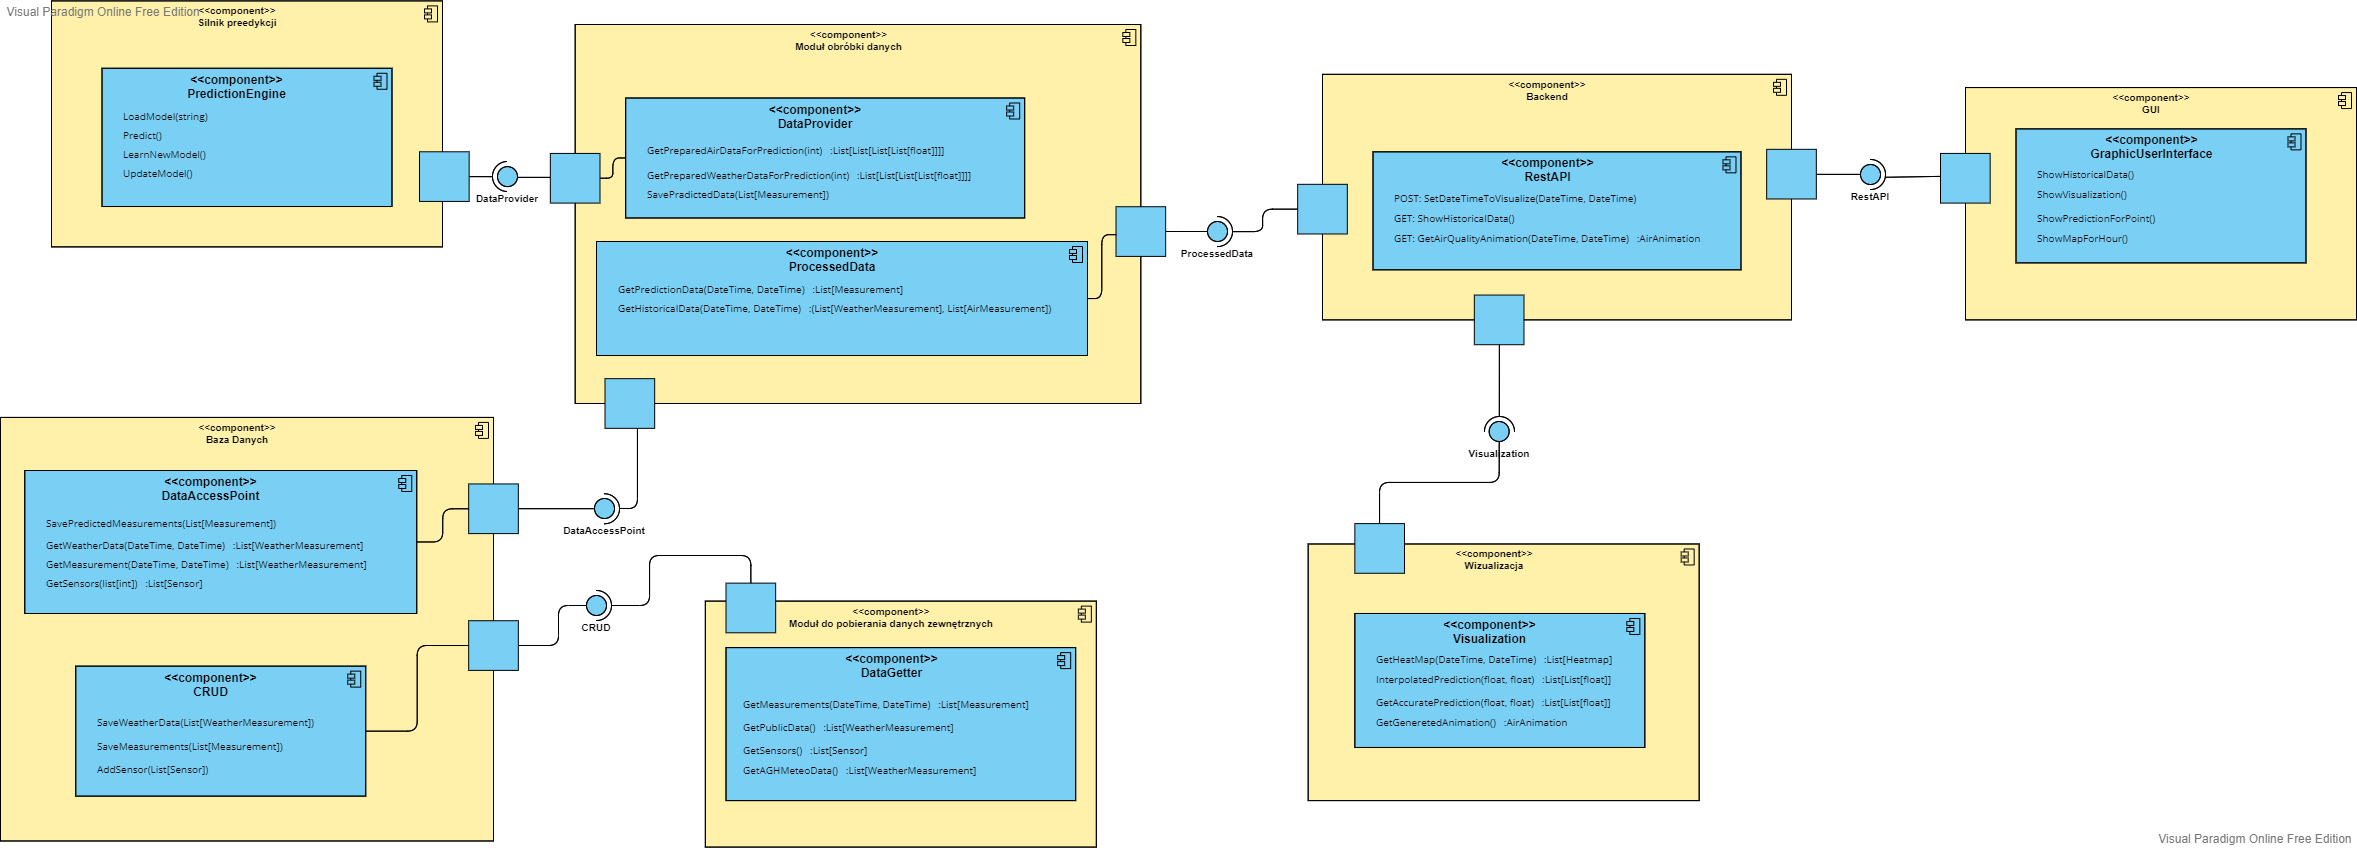 Visual Paradigm Online Free Edition
<<component>>
Silnik preedykcji
<<component>>
PredictionEngine
LoadModel(string)
Predict()
LearnNewModel()
UpdateModel()
DataProvider
<<component>>
Moduł obróbki danych
<<component>>
DataProvider
GetPreparedAirDataForPrediction(int) :List[List[List[List[float]]]]
GetPreparedWeatherDataForPrediction(int) :List[List[List[List[float]]]]
SavePradictedData(List[Measurement])
<<component>>
ProcessedData
GetPredictionData(DateTime, DateTime) :List[Measurement]
GetHistoricalData(DateTime, DateTime) :(List[WeatherMeasurement], List[AirMeasurement])
ProcessedData
<<component>>
Backend
<<component>>
RestAPI
POST: SetDateTimeToVisualize(DateTime, DateTime)
GET: ShowHistoricalData()
GET: GetAirQualityAnimation(DateTime, DateTime) :AirAnimation
RestAPI
<<component>>
GUI
<<component>>
GraphicUserInterface
ShowHistoricalData()
ShowVisualization()
ShowPredictionForPoint()
ShowMapForHour()
<<component>>
Baza Danych
<<component>>
DataAccessPoint
SavePredictedMeasurements(List[Measurement])
GetWeatherData(DateTime, DateTime) :List[WeatherMeasurement]
GetMeasurement(DateTime, DateTime) :List[WeatherMeasurement]
GetSensors(list[int]) :List[Sensor]
DataAccessPoint
<<component>>
CRUD
SaveWeatherData(List[WeatherMeasurement])
SaveMeasurements(List[Measurement])
AddSensor(List[Sensor])
CRUD
<<component>>
Moduł do pobierania danych zewnętrznych
<<component>>
DataGetter
GetMeasurements(DateTime, DateTime) :List[Measurement]
GetPublicData() :List[WeatherMeasurement]
GetSensors() :List[Sensor]
GetAGHMeteoData() :List[WeatherMeasurement]
Visualization
<<component>>
Wizualizacja
<<component>>
Visualization
GetHeatMap(DateTime, DateTime) :List[Heatmap]
InterpolatedPrediction(float, float) :List[List[float]]
GetAccuratePrediction(float, float) :List[List[float]]
GetGeneretedAnimation() :AirAnimation
Visual Paradigm Online Free Edition